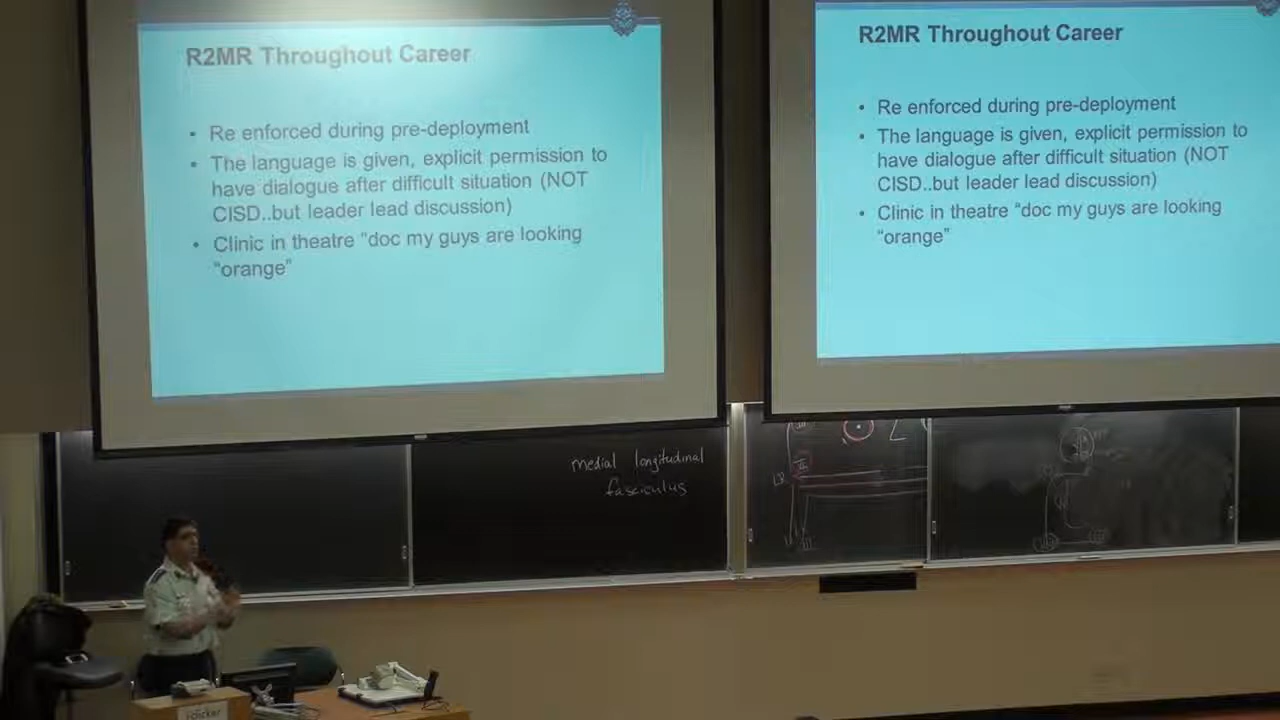 R2MR Throughout Career
• Re enforced during pre-deployment
• The language is given, explicit permission to
have dialogue after difficult situation (NOT
CISD..but leader lead discussion)
• Clinic in theatre “doc my guys are looking
“orange”
R2MR Throughout Career
• Re enforced during pre-deployment
• The language is given, explicit permission to
have dialogue after difficult situation (NOT
CISD..but leader lead discussion)
• Clinic in theatre “doc my guys are looking
“orange”
medial longitudinal
fasciculus